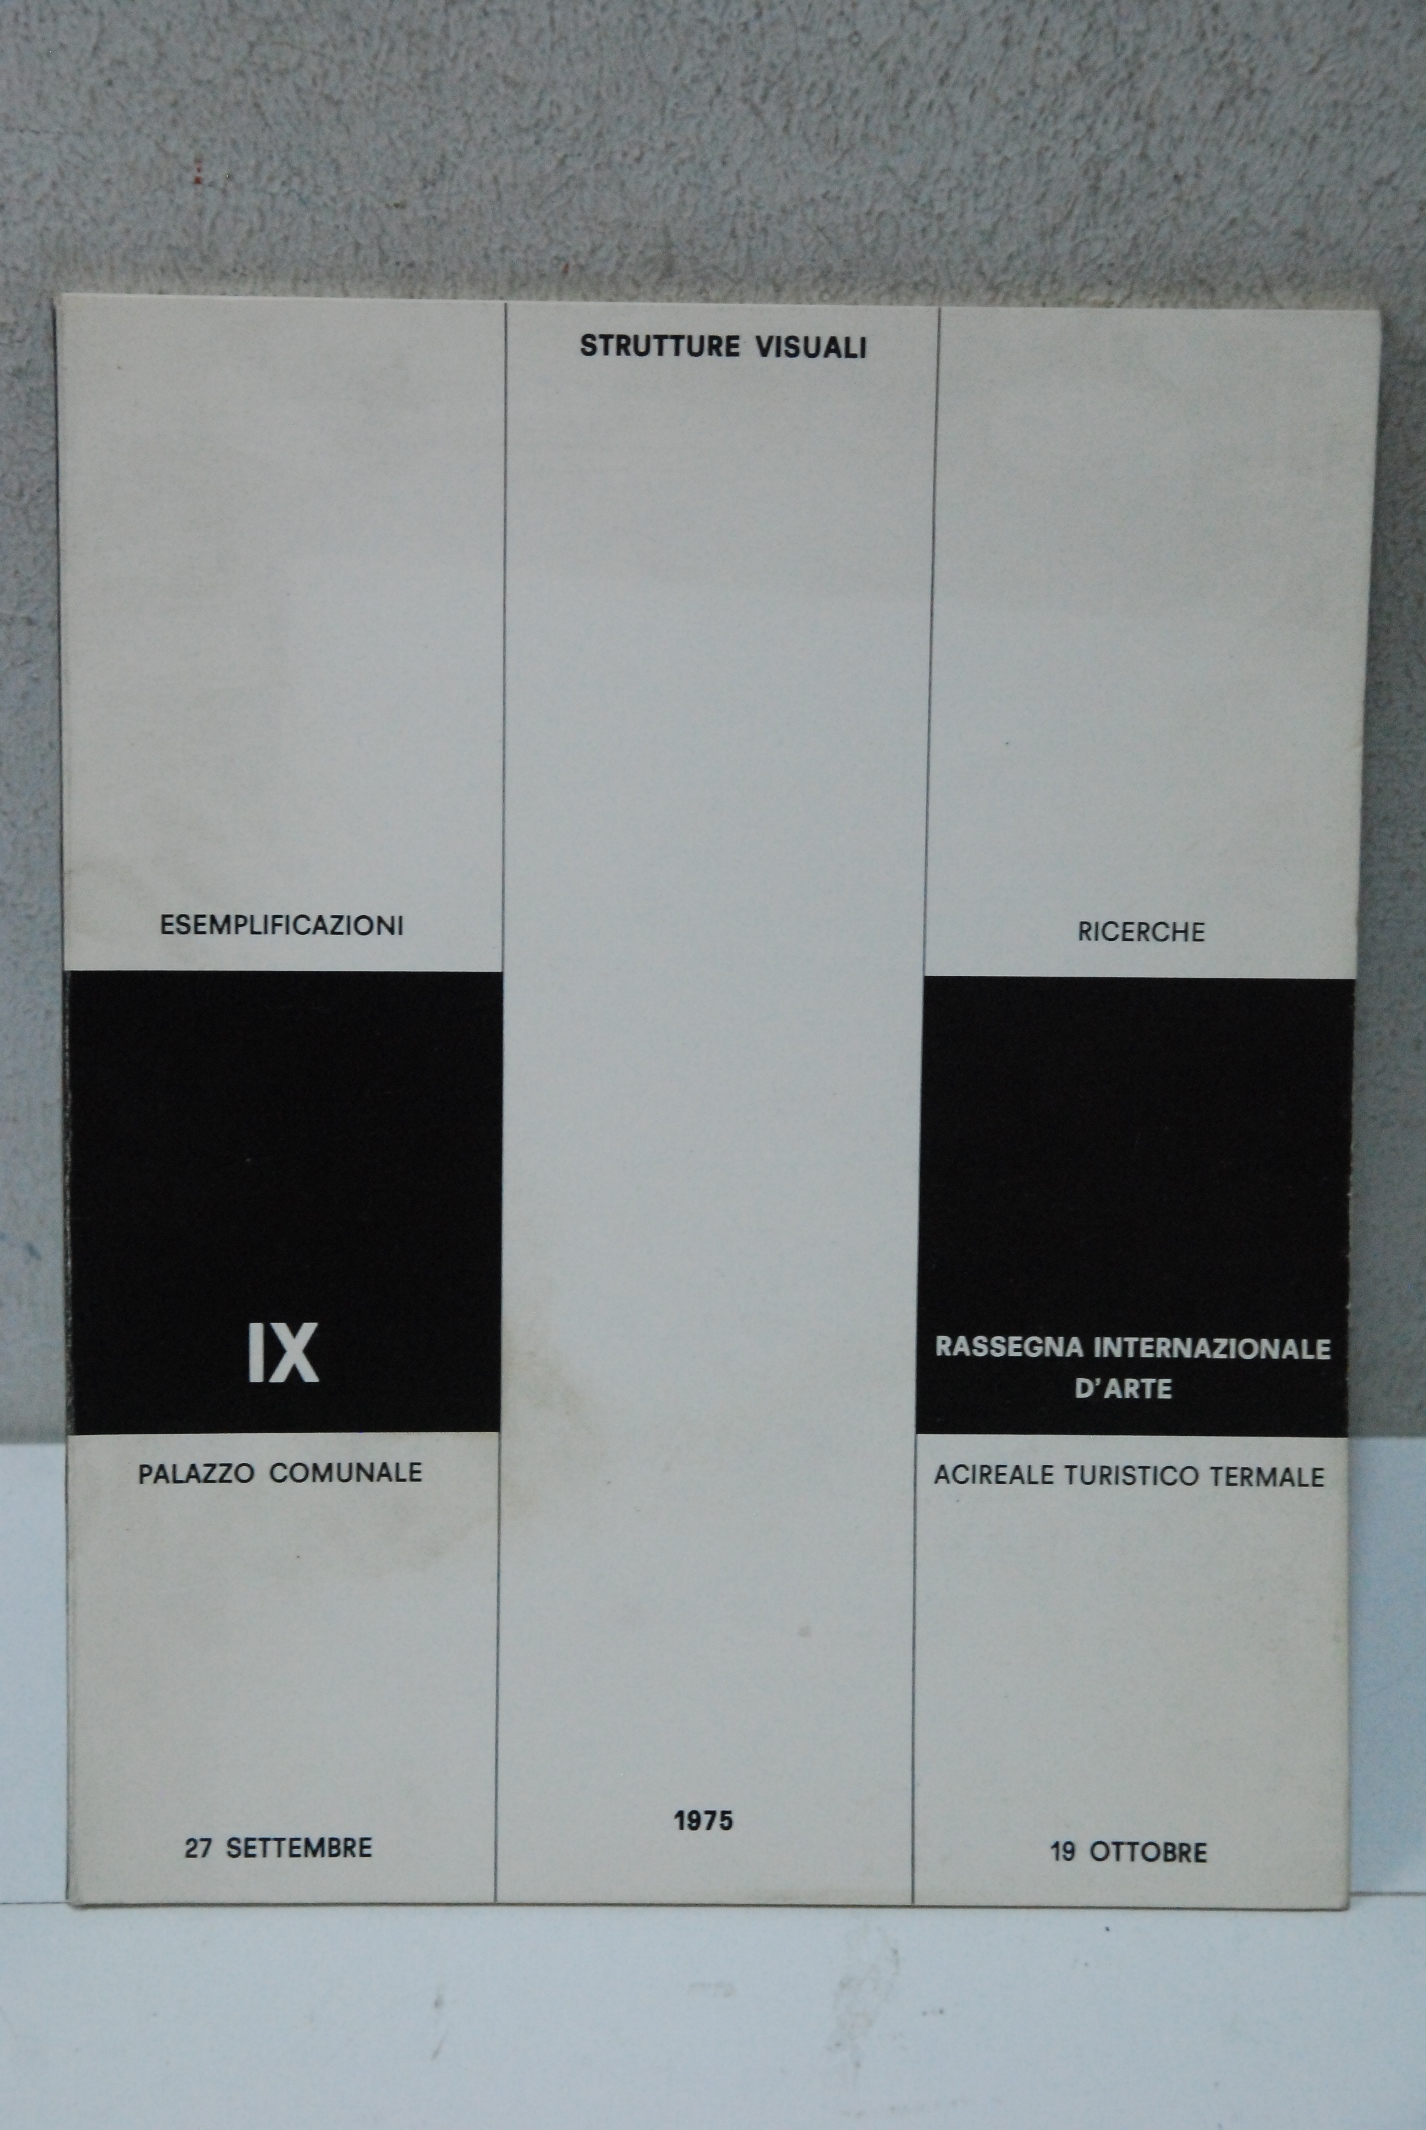 STRUTTURE VISUALI
ESEMPLIFICAZIONI
RICERCHE
IX
RASSEGNA INTERNAZIONALE
D'ARTE
PALAZZO COMUNALE
ACIREALE TURISTICO TERMALE
27 SETTEMBRE
1975
19 OTTOBRE